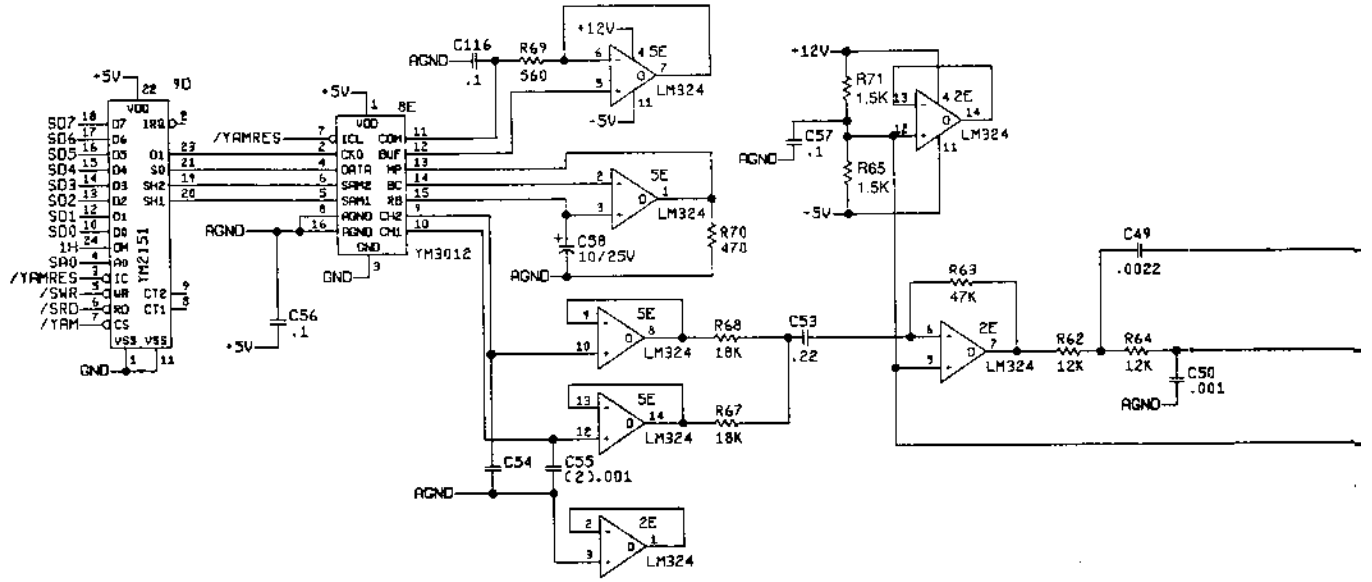 +5V
22 9D
VDD
SD7 18 D7 IRQ
SD6 17 D6
SD5 16 D5 O1 23
SD4 15 D4 SO 21
SD3 14 D3 SH2 19
SD2 13 D2 SH1 20
SD1 12 D1
SD0 10 D0
1H 24 OM
SA0 4 A0
/YAMRES 3 IC
/SWR 5 WR CT2 9
/SRD 6 RD CT1 8
/YAM 7 CS
YM2151
VSS VSS
1 11
GND
+5V
1 8E
VDD
/YAMRES 7 ICL COM 11
2 CKO BUF 12
4 DATA MP 13
6 SAM2 BC 14
5 SAM1 RB 15
8 AGND CH2 9
AGND 16 AGND CH1 10
GND
YM3012
3
GND
C56
.1
+5V
+12V
AGND
C116
.1
R69
560
6
5
4
5E
7
11
LM324
-5V
2
3
5E
1
LM324
R70
470
+
C58
10/25V
AGND
9
10
5E
8
LM324
R68
18K
13
12
5E
14
LM324
R67
18K
C53
.22
C54
C55
(2).001
AGND
2
3
2E
1
LM324
+12V
R71
1.5K
C57
.1
AGND
R65
1.5K
-5V
13
12
4 2E
14
LM324
11
R63
47K
6
5
2E
7
LM324
R62
12K
C49
.0022
R64
12K
C50
.001
AGND